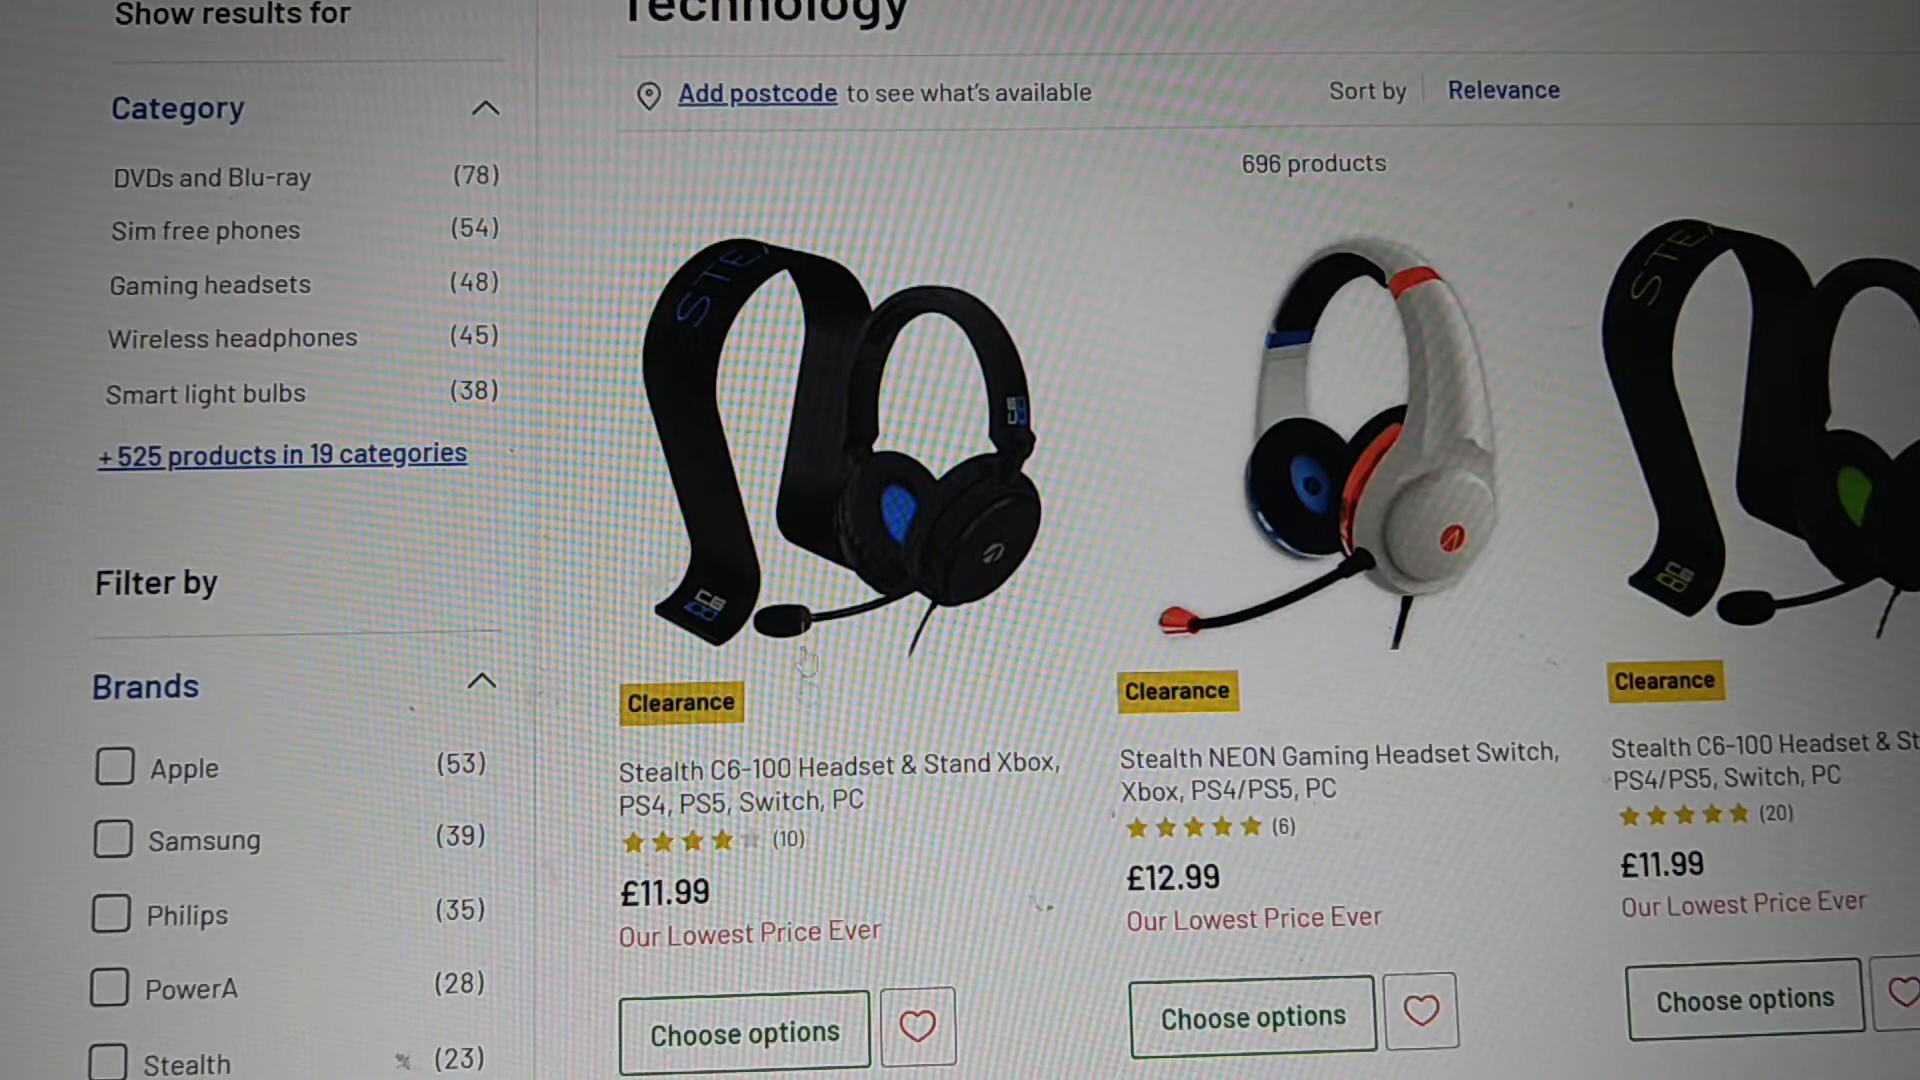 Show results for
Technology
Add postcode to see what's available
Sort by
Relevance
696 products
Category
DVDs and Blu-ray (78)
Sim free phones (54)
Gaming headsets (48)
Wireless headphones (45)
Smart light bulbs (38)
+ 525 products in 19 categories
Filter by
Brands
Apple (53)
Samsung (39)
Philips (35)
PowerA (28)
Stealth (23)
Clearance
Stealth C6-100 Headset & Stand Xbox,
PS4, PS5, Switch, PC
(10)
£11.99
Our Lowest Price Ever
Choose options
Clearance
Stealth NEON Gaming Headset Switch,
Xbox, PS4/PS5, PC
(6)
£12.99
Our Lowest Price Ever
Choose options
Clearance
Stealth C6-100 Headset & St
PS4/PS5, Switch, PC
(20)
£11.99
Our Lowest Price Ever
Choose options